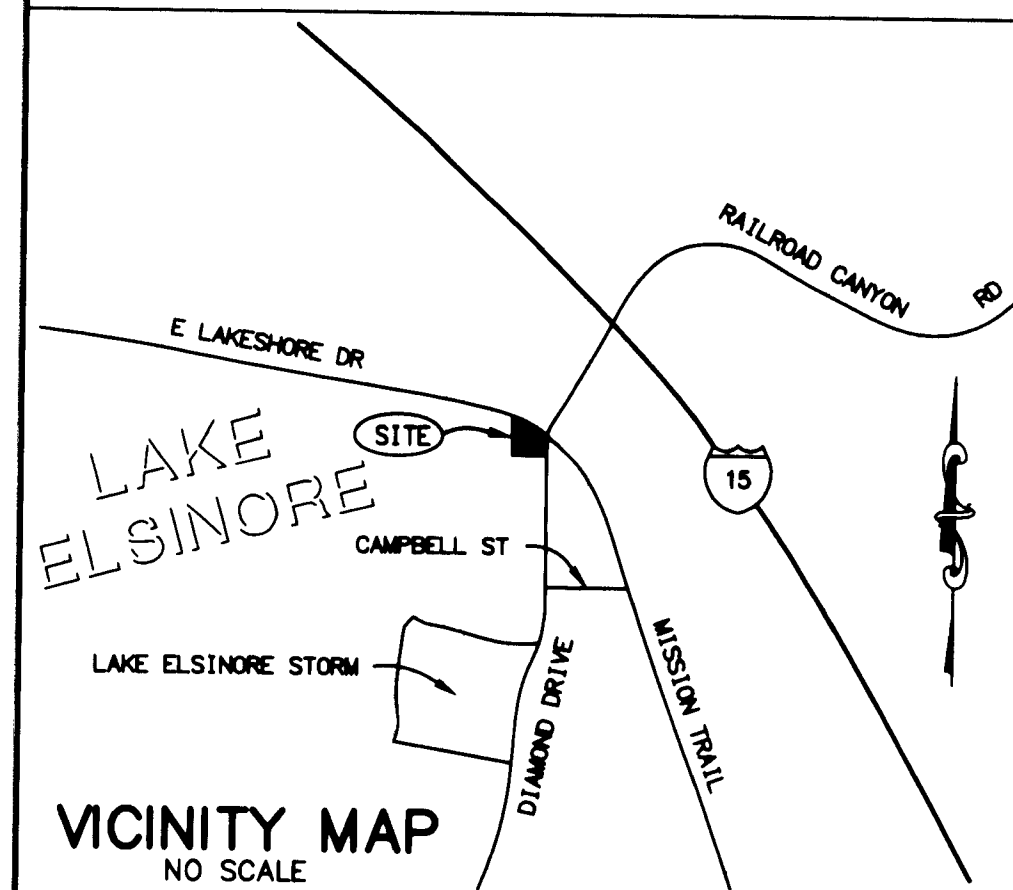 RAILROAD CANYON RD
E LAKESHORE DR
LAKE
ELSINORE
SITE
15
CAMPBELL ST
LAKE ELSINORE STORM
DIAMOND DRIVE
MISSION TRAIL
VICINITY MAP
NO SCALE